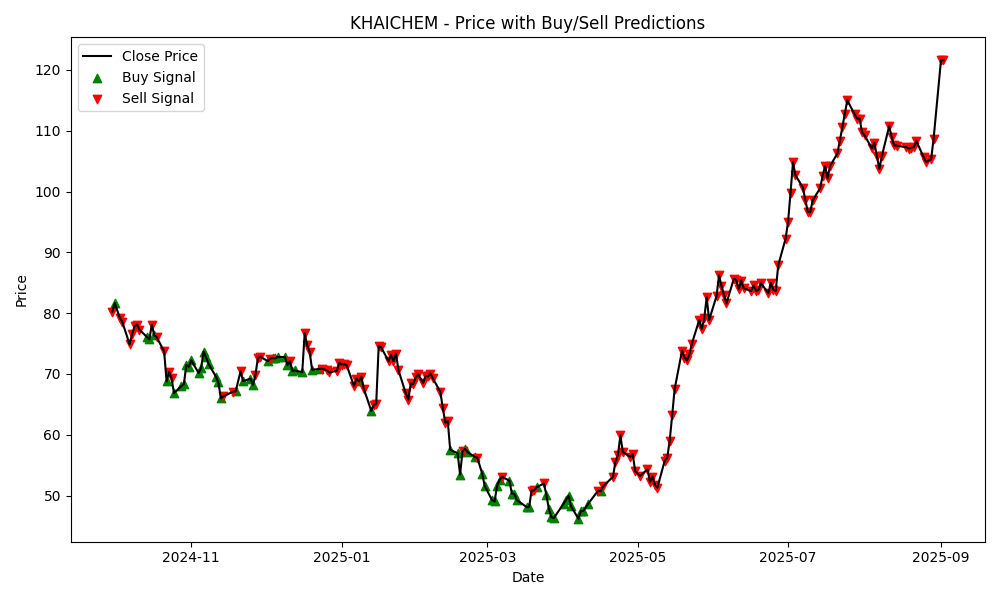 KHAICHEM - Price with Buy/Sell Predictions
Close Price
Buy Signal
Sell Signal
Price
120
110
100
90
80
70
60
50
2024-11
2025-01
2025-03
2025-05
2025-07
2025-09
Date